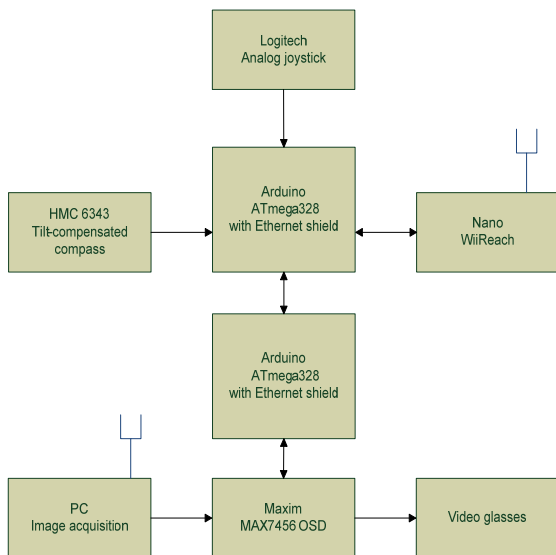 Logitech
Analog joystick
HMC 6343
Tilt-compensated
compass
Arduino
ATmega328
with Ethernet shield
Nano
WiiReach
Arduino
ATmega328
with Ethernet shield
PC
Image acquisition
Maxim
MAX7456 OSD
Video glasses